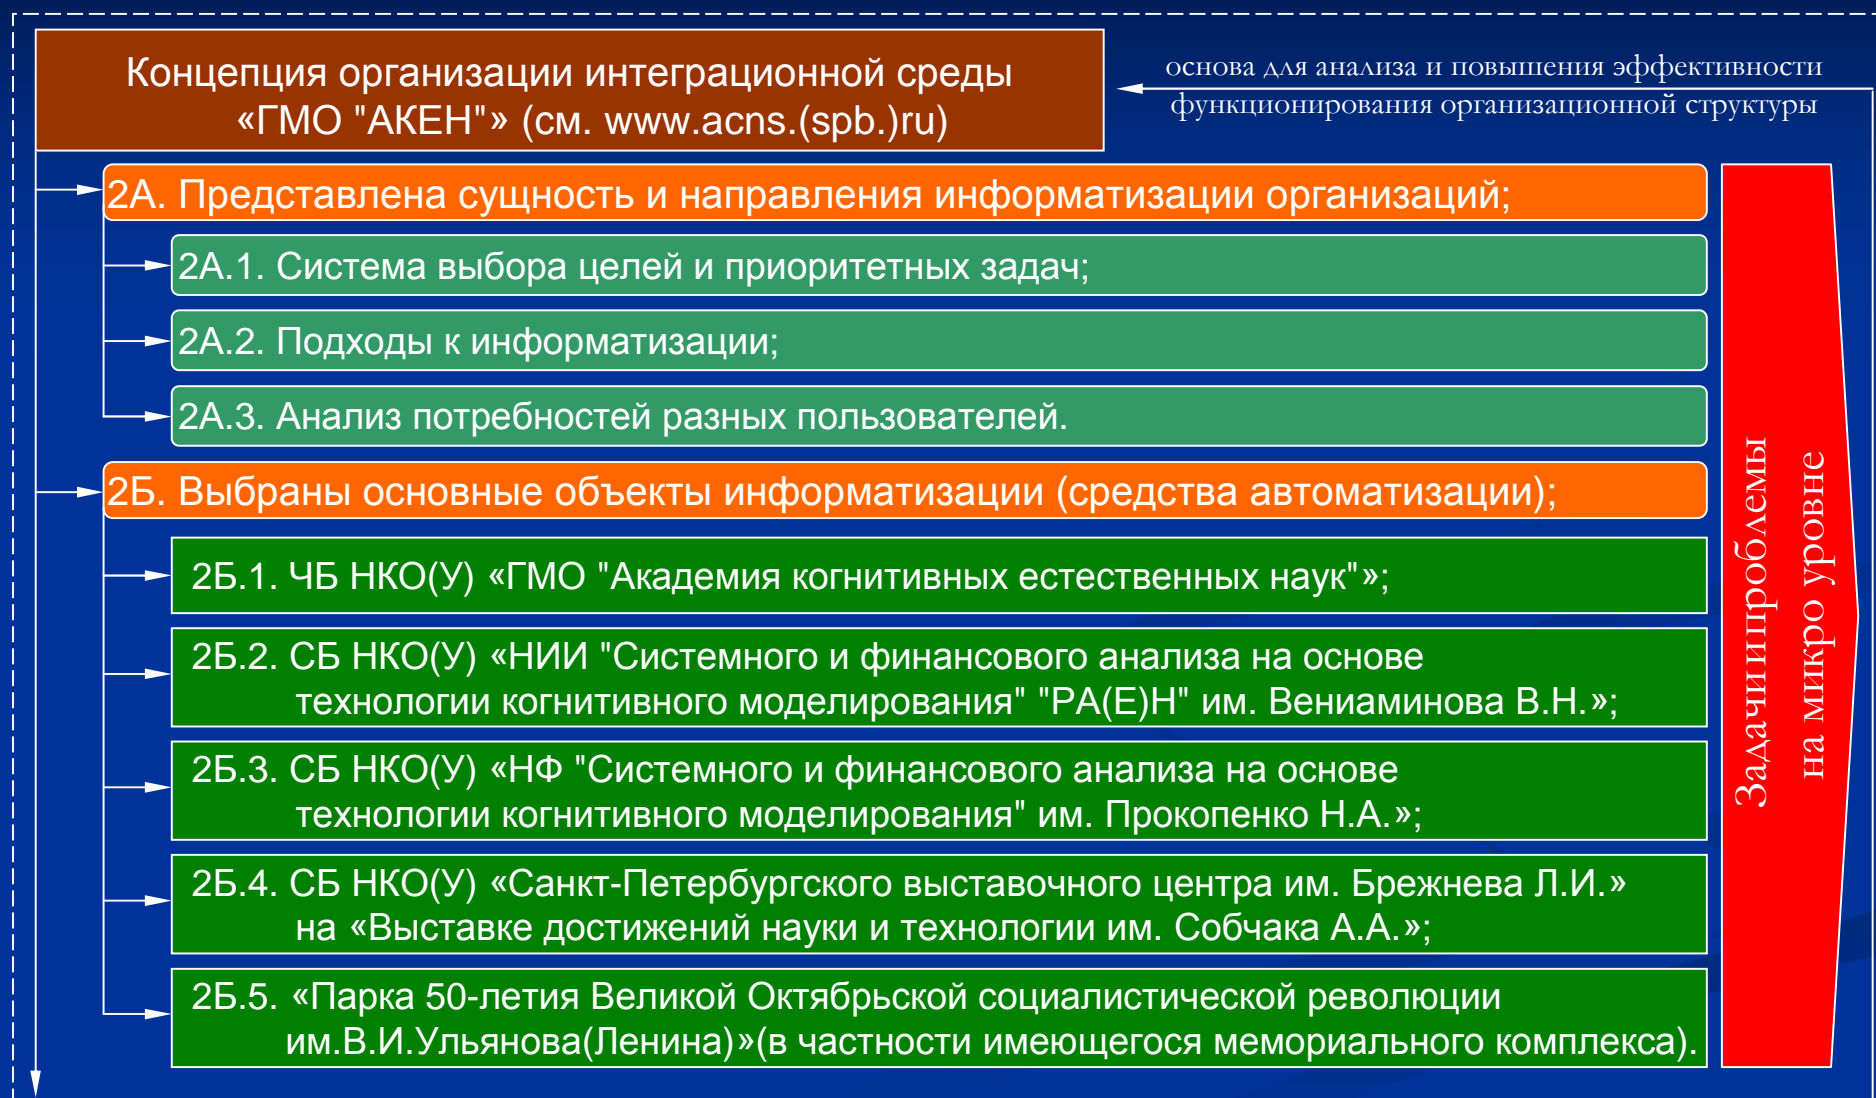 Концепция организации интеграционной среды
«ГМО "АКЕН"» (см. www.acns.(spb.)ru)
основа для анализа и повышения эффективности
функционирования организационной структуры
2А. Представлена сущность и направления информатизации организаций;
2А.1. Система выбора целей и приоритетных задач;
2А.2. Подходы к информатизации;
2А.3. Анализ потребностей разных пользователей.
2Б. Выбраны основные объекты информатизации (средства автоматизации);
2Б.1. ЧБ НКО(У) «ГМО "Академия когнитивных естественных наук"»;
2Б.2. СБ НКО(У) «НИИ "Системного и финансового анализа на основе
технологии когнитивного моделирования" "РА(Е)Н" им. Вениаминова В.Н.»;
2Б.3. СБ НКО(У) «НФ "Системного и финансового анализа на основе
технологии когнитивного моделирования" им. Прокопенко Н.А.»;
2Б.4. СБ НКО(У) «Санкт-Петербургского выставочного центра им. Брежнева Л.И.»
на «Выставке достижений науки и технологии им. Собчака А.А.»;
2Б.5. «Парка 50-летия Великой Октябрьской социалистической революции
им.В.И.Ульянова(Ленина)»(в частности имеющегося мемориального комплекса).
Задачиипроблемы
на микро уровне